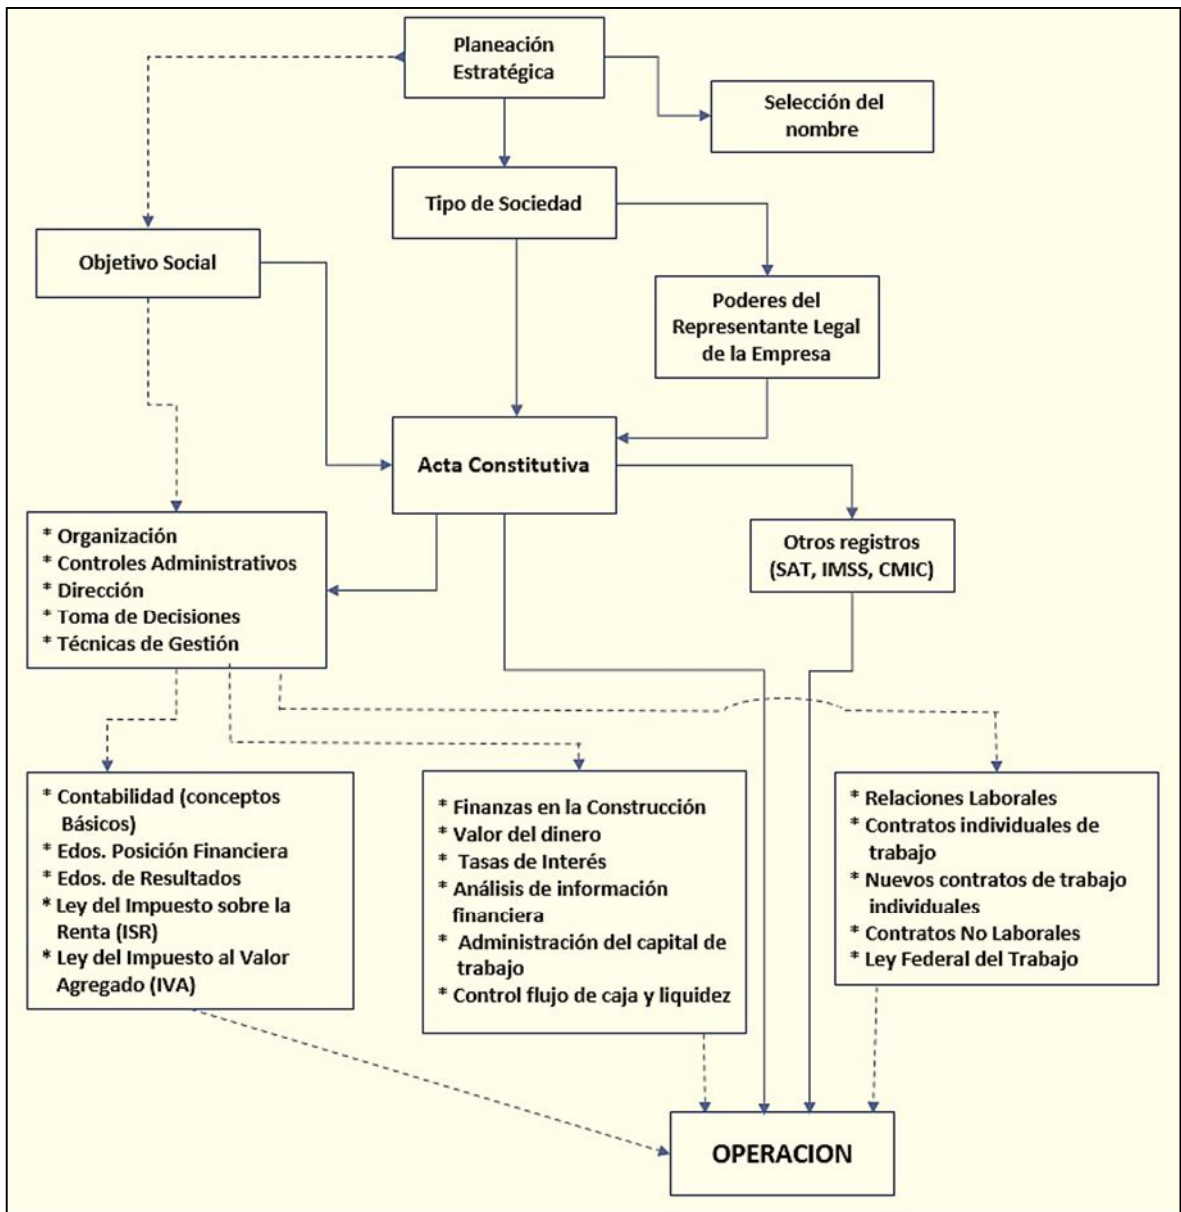 Planeación
Estratégica
Selección del
nombre
Tipo de Sociedad
Objetivo Social
Poderes del
Representante Legal
de la Empresa
Acta Constitutiva
* Organización
* Controles Administrativos
* Dirección
* Toma de Decisiones
* Técnicas de Gestión
Otros registros
(SAT, IMSS, CMIC)
* Contabilidad (conceptos
Básicos)
* Edos. Posición Financiera
* Edos. de Resultados
* Ley del Impuesto sobre la
Renta (ISR)
* Ley del Impuesto al Valor
Agregado (IVA)
* Finanzas en la Construcción
* Valor del dinero
* Tasas de Interés
* Análisis de información
financiera
* Administración del capital de
trabajo
* Control flujo de caja y liquidez
* Relaciones Laborales
* Contratos individuales de
trabajo
* Nuevos contratos de trabajo
individuales
* Contratos No Laborales
* Ley Federal del Trabajo
OPERACION